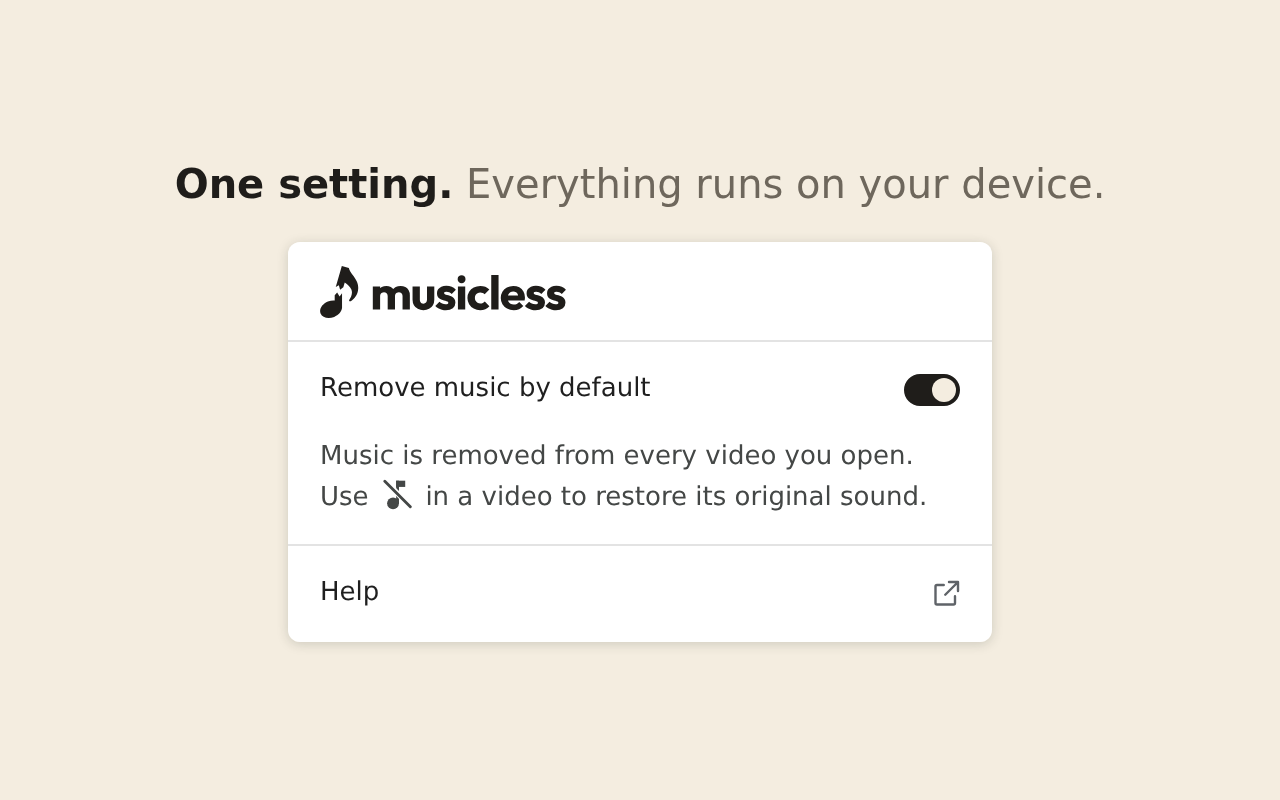 One setting. Everything runs on your device.
musicless
Remove music by default
Music is removed from every video you open.
Use in a video to restore its original sound.
Help